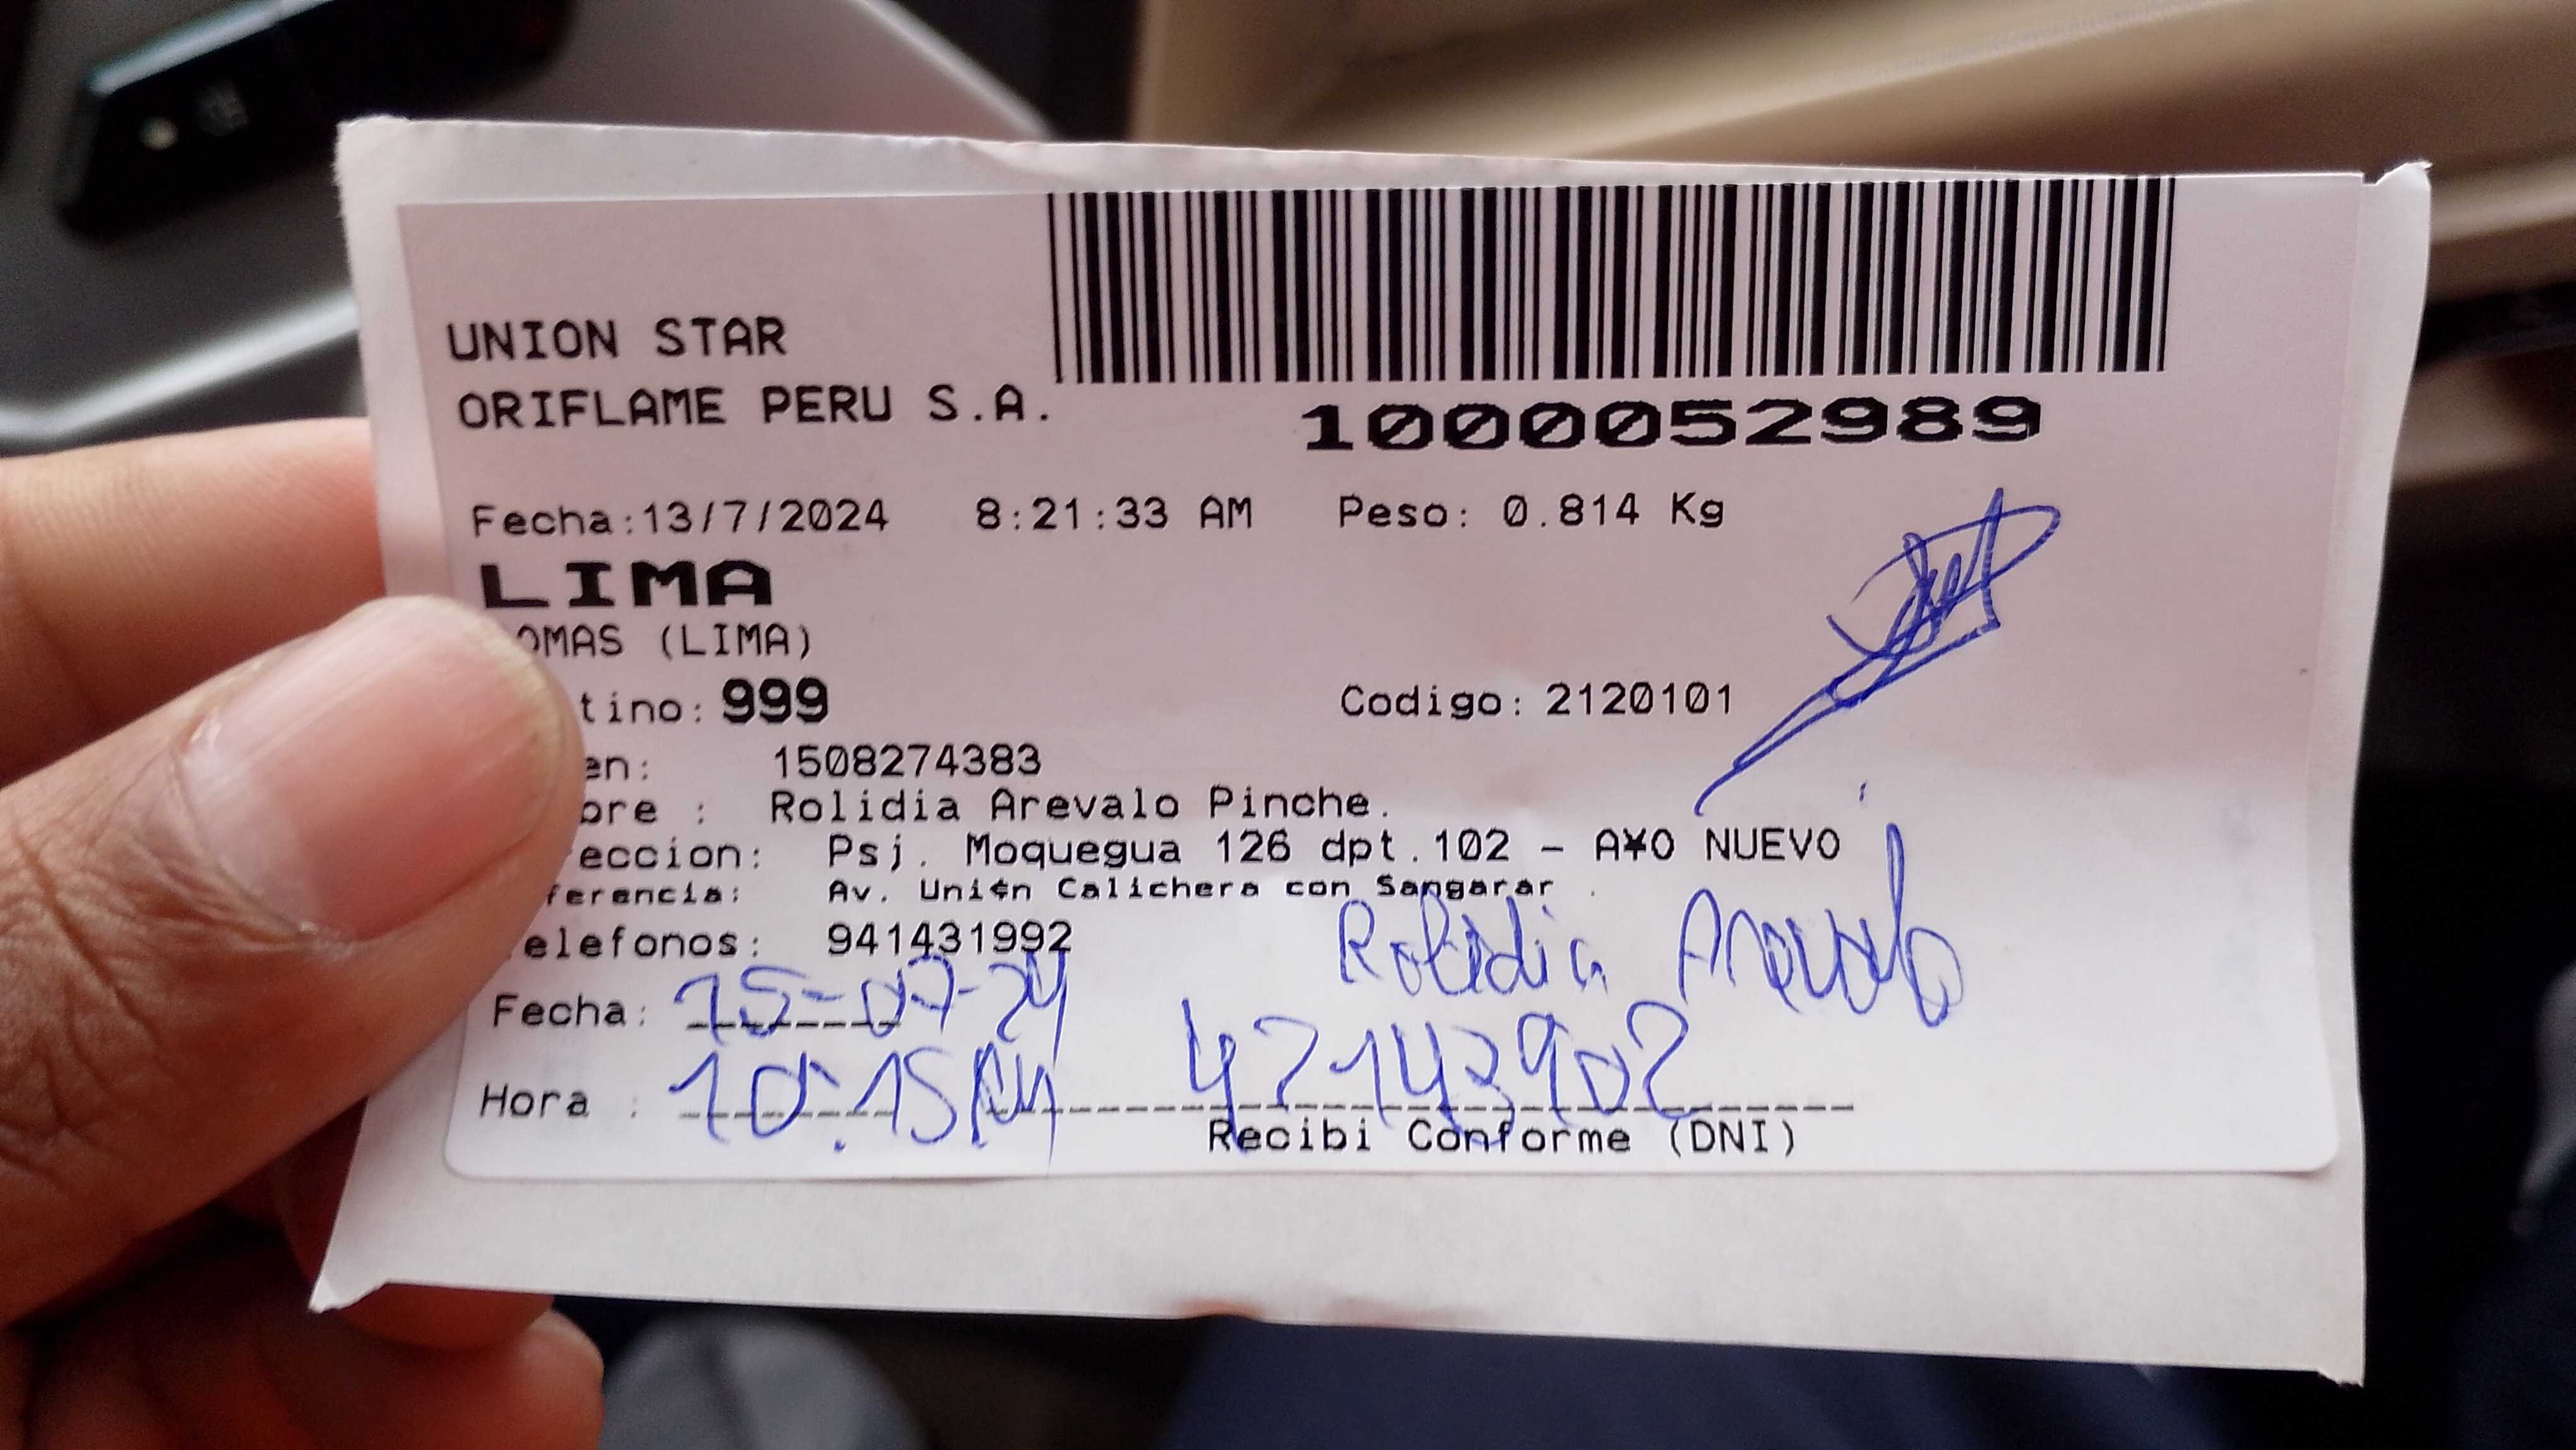 UNION STAR
ORIFLAME PERU S.A.
1000052989
Fecha:13/7/2024 8:21:33 AM Peso: 0.814 Kg
LIMA
OMAS (LIMA)
tino: 999 Codigo: 2120101
en: 1508274383
bre : Rolidia Arevalo Pinche.
eccion: Psj. Moquegua 126 dpt.102 - A¥O NUEVO
ferencia: Av. Uni¢n Calichera con Sangarar .
elefonos: 941431992
Rolidia Arevalo
Fecha: 15-07-24
Hora : 10:15AM 47143902
Recibi Conforme (DNI)